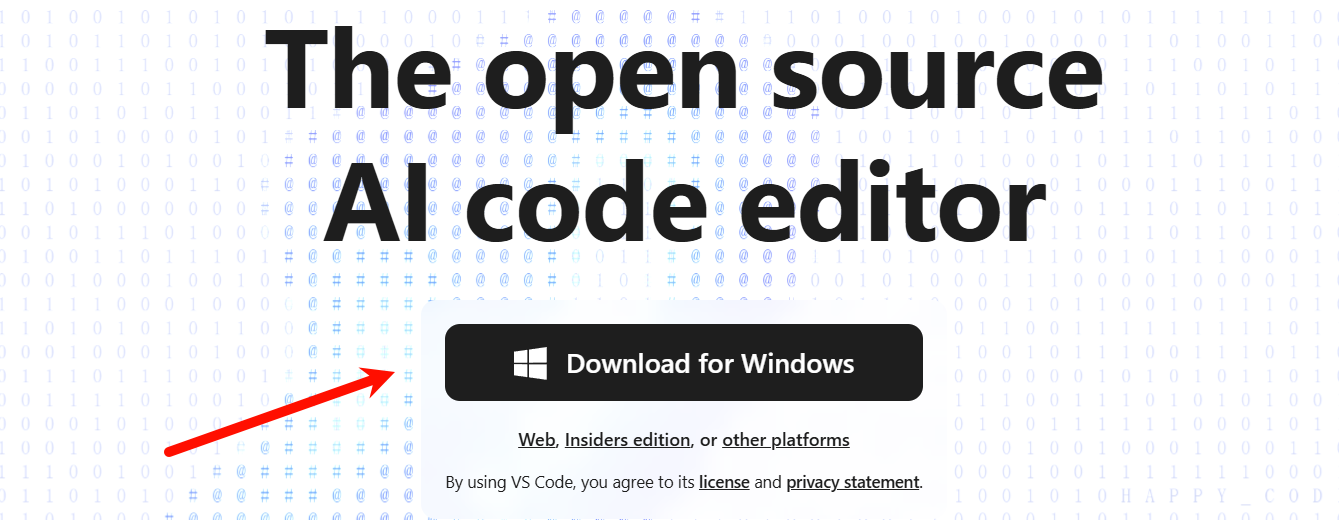 The open source
AI code editor
Download for Windows
Web, Insiders edition, or other platforms
By using VS Code, you agree to its license and privacy statement.
HAPPY_COD